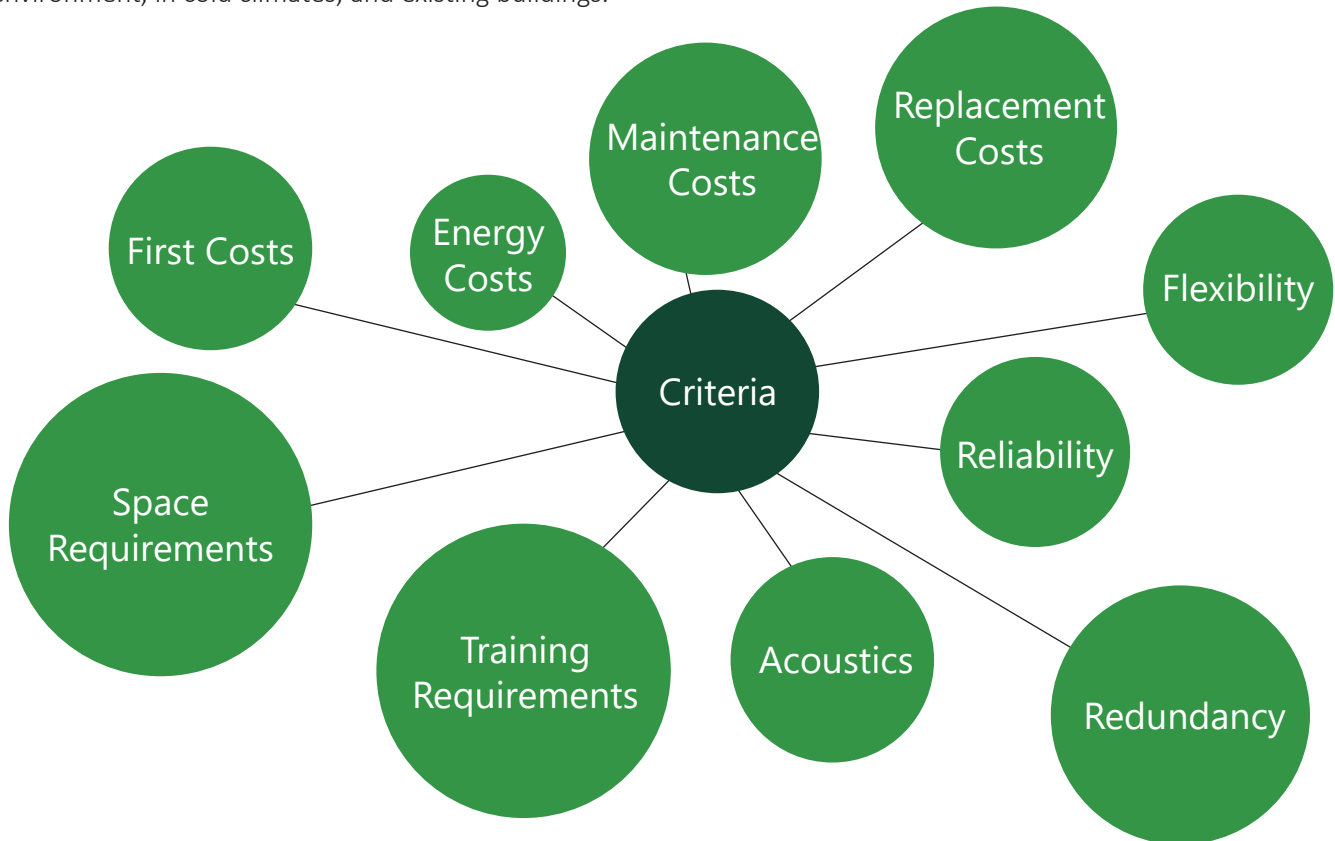 in cold climates, and existing buildings.
Replacement
Costs
Maintenance
Costs
First Costs
Energy
Costs
Flexibility
Criteria
Reliability
Space
Requirements
Training
Requirements
Acoustics
Redundancy